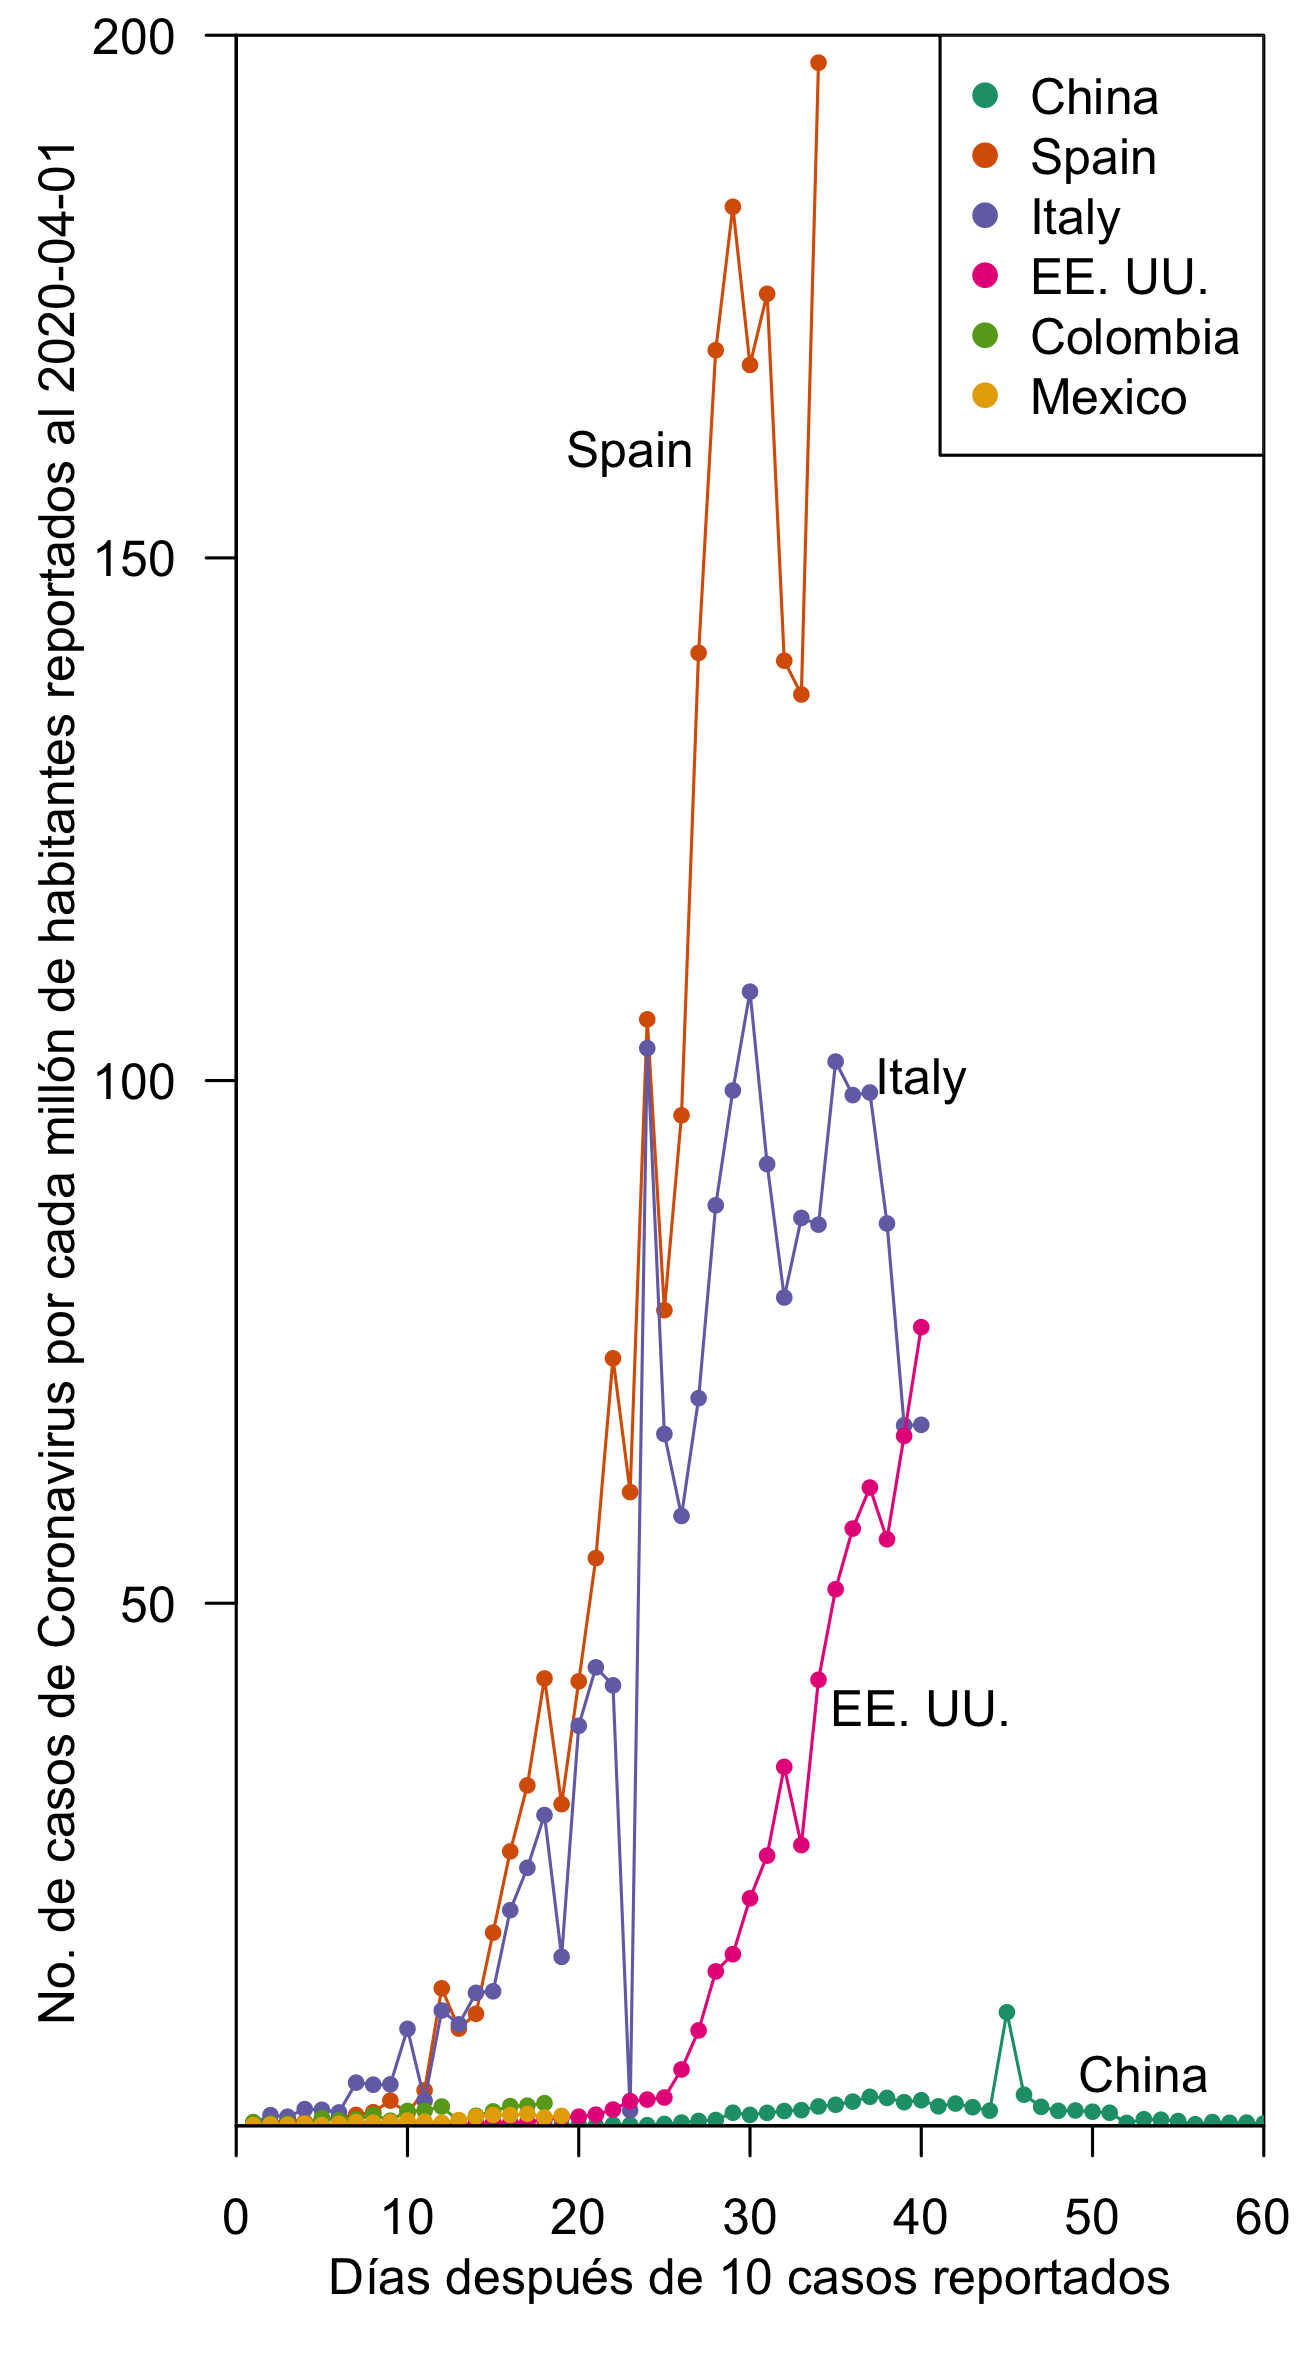 No. de casos de Coronavirus por cada millón de habitantes reportados al 2020-04-01
200
150
100
50
China
Spain
Italy
EE. UU.
Colombia
Mexico
Spain
Italy
EE. UU.
China
0 10 20 30 40 50 60
Días después de 10 casos reportados